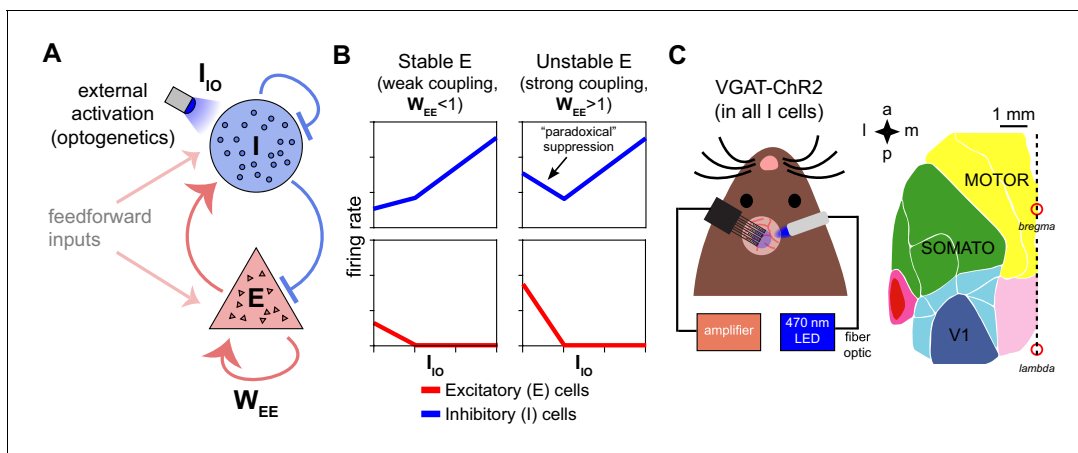 A
I_IO
external
activation
(optogenetics)
I
feedforward
inputs
E
W_EE
B
Stable E
(weak coupling,
W_EE<1)
Unstable E
(strong coupling,
W_EE>1)
"paradoxical"
suppression
firing rate
I_IO
I_IO
Excitatory (E) cells
Inhibitory (I) cells
C
VGAT-ChR2
(in all I cells)
amplifier
470 nm
LED
fiber
optic
a
l m
p
1 mm
MOTOR
bregma
SOMATO
V1
lambda